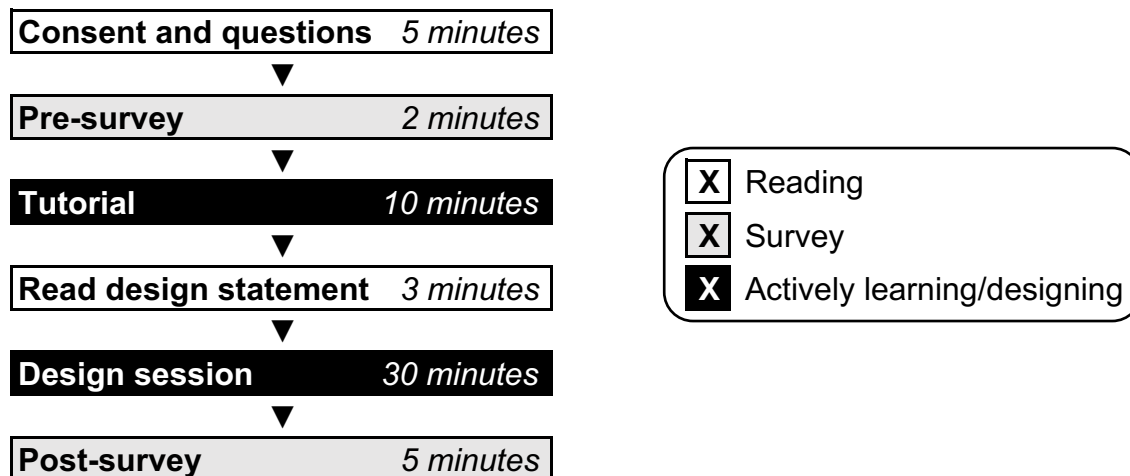 Consent and questions 5 minutes
▼
Pre-survey 2 minutes
▼
Tutorial 10 minutes
▼
Read design statement 3 minutes
▼
Design session 30 minutes
▼
Post-survey 5 minutes
X Reading
X Survey
X Actively learning/designing